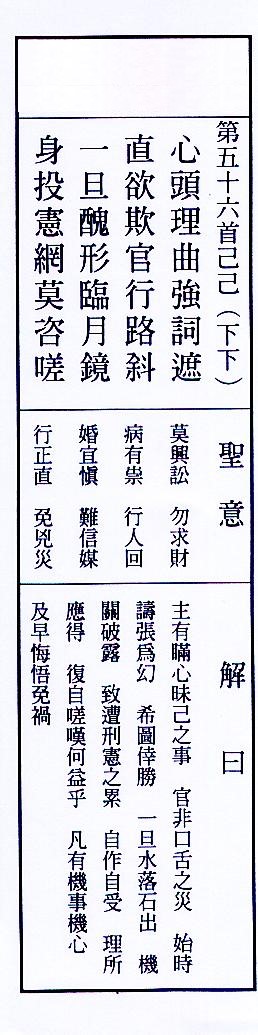 第五十六首己己（下下）
心頭理曲強詞遮
直欲欺官行路斜
一旦醜形臨月鏡
身投憲網莫咨嗟
聖意
莫興訟 勿求財
病有祟 行人回
婚宜慎 難信媒
行正直 免兇災
解曰
主有瞞心昧己之事 官非口舌之災 始時
譸張為幻 希圖倖勝 一旦水落石出 機
關破露 致遭刑憲之累 自作自受 理所
應得 復自嗟嘆何益乎 凡有機事機心
及早悔悟免禍